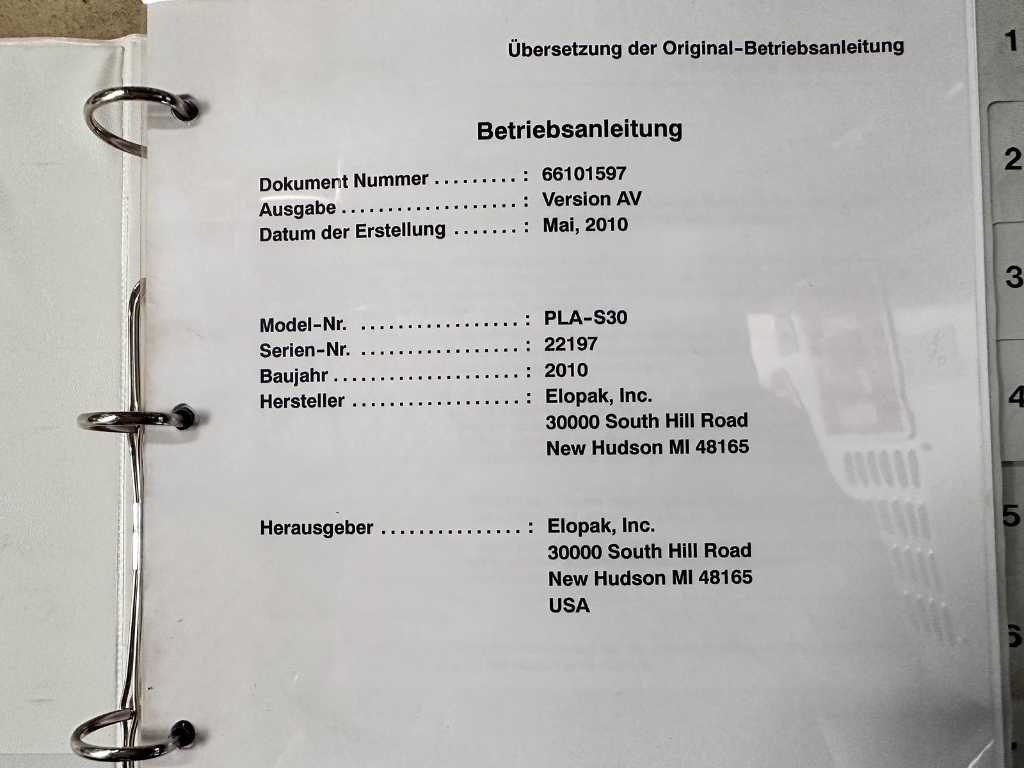 Übersetzung der Original-Betriebsanleitung
Betriebsanleitung
Dokument Nummer ......... : 66101597
Ausgabe ................... : Version AV
Datum der Erstellung ....... : Mai, 2010
Model-Nr. ................. : PLA-S30
Serien-Nr. ................. : 22197
Baujahr .................... : 2010
Hersteller .................. : Elopak, Inc.
30000 South Hill Road
New Hudson MI 48165
Herausgeber ............... : Elopak, Inc.
30000 South Hill Road
New Hudson MI 48165
USA
1
2
3
4
5
6